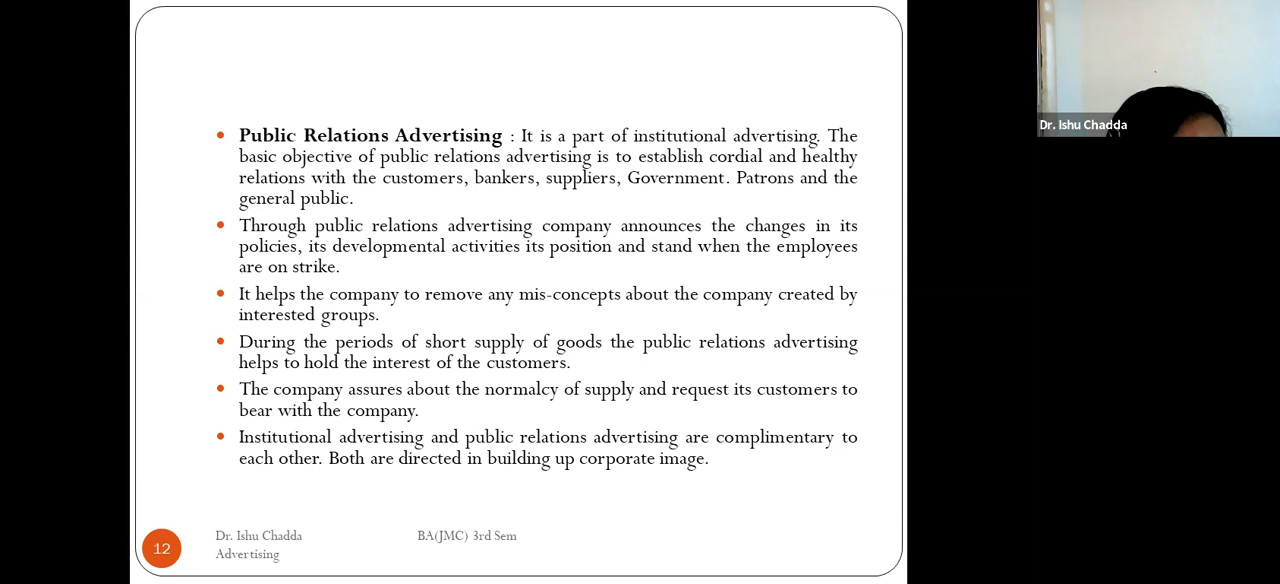 Public Relations Advertising : It is a part of institutional advertising. The
basic objective of public relations advertising is to establish cordial and healthy
relations with the customers, bankers, suppliers, Government. Patrons and the
general public.
Through public relations advertising company announces the changes in its
policies, its developmental activities its position and stand when the employees
are on strike.
It helps the company to remove any mis-concepts about the company created by
interested groups.
During the periods of short supply of goods the public relations advertising
helps to hold the interest of the customers.
The company assures about the normalcy of supply and request its customers to
bear with the company.
Institutional advertising and public relations advertising are complimentary to
each other. Both are directed in building up corporate image.
12
Dr. Ishu Chadda
Advertising
BA(JMC) 3rd Sem
Dr. Ishu Chadda